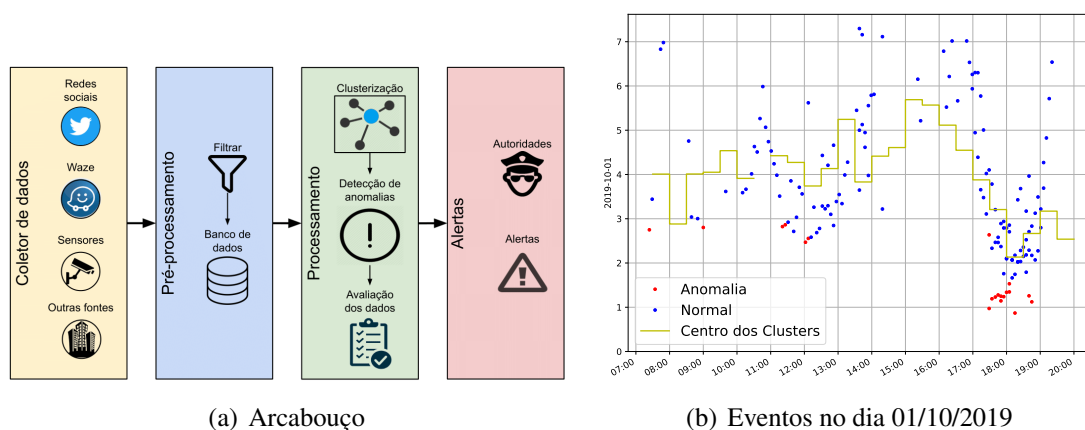 Coletor de dados
Redes
sociais
Waze
Sensores
Outras fontes
Pré-processamento
Filtrar
Banco de
dados
Processamento
Clusterização
Detecção de
anomalias
Avaliação
dos dados
Alertas
Autoridades
Alertas
(a) Arcabouço
2019-10-01
7
6
5
4
3
2
1
0
Anomalia
Normal
Centro dos Clusters
07:00
08:00
09:00
10:00
11:00
12:00
13:00
14:00
15:00
16:00
17:00
18:00
19:00
20:00
(b) Eventos no dia 01/10/2019